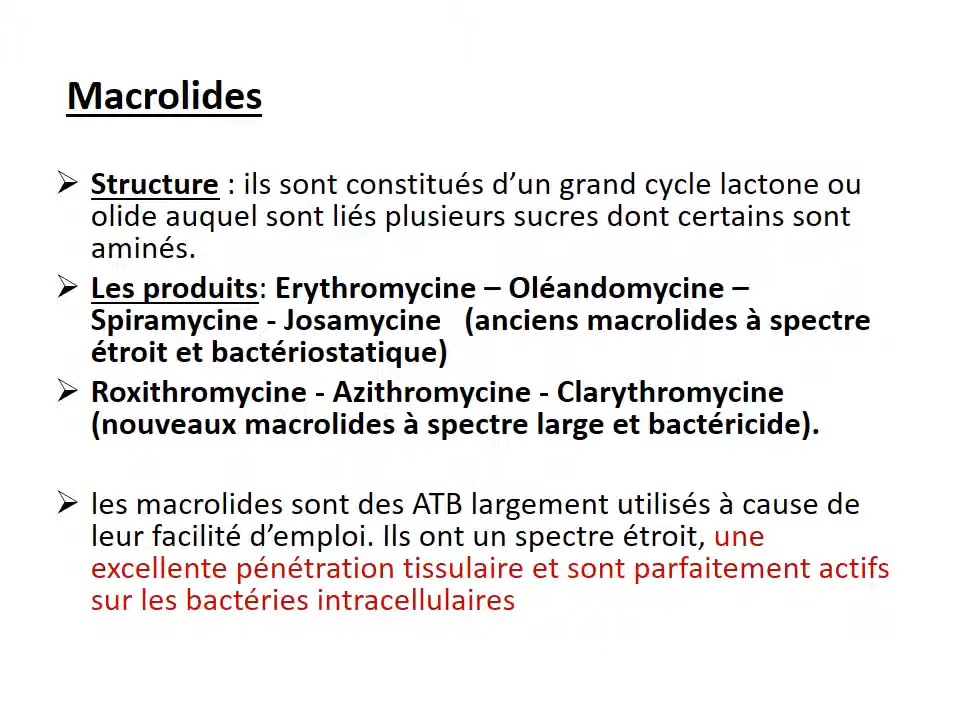 Macrolides
➢ Structure : ils sont constitués d’un grand cycle lactone ou
olide auquel sont liés plusieurs sucres dont certains sont
aminés.
➢ Les produits: Erythromycine – Oléandomycine –
Spiramycine - Josamycine (anciens macrolides à spectre
étroit et bactériostatique)
➢ Roxithromycine - Azithromycine - Clarythromycine
(nouveaux macrolides à spectre large et bactéricide).
➢ les macrolides sont des ATB largement utilisés à cause de
leur facilité d’emploi. Ils ont un spectre étroit, une
excellente pénétration tissulaire et sont parfaitement actifs
sur les bactéries intracellulaires